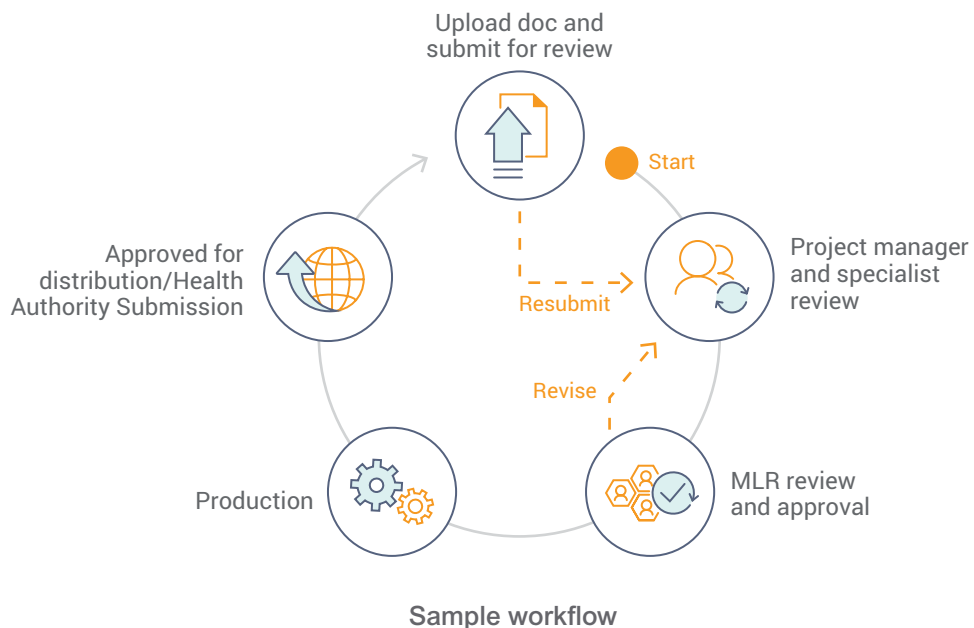 Upload doc and
submit for review
Start
Project manager
and specialist
review
Resubmit
Revise
MLR review
and approval
Production
Approved for
distribution/Health
Authority Submission
Sample workflow